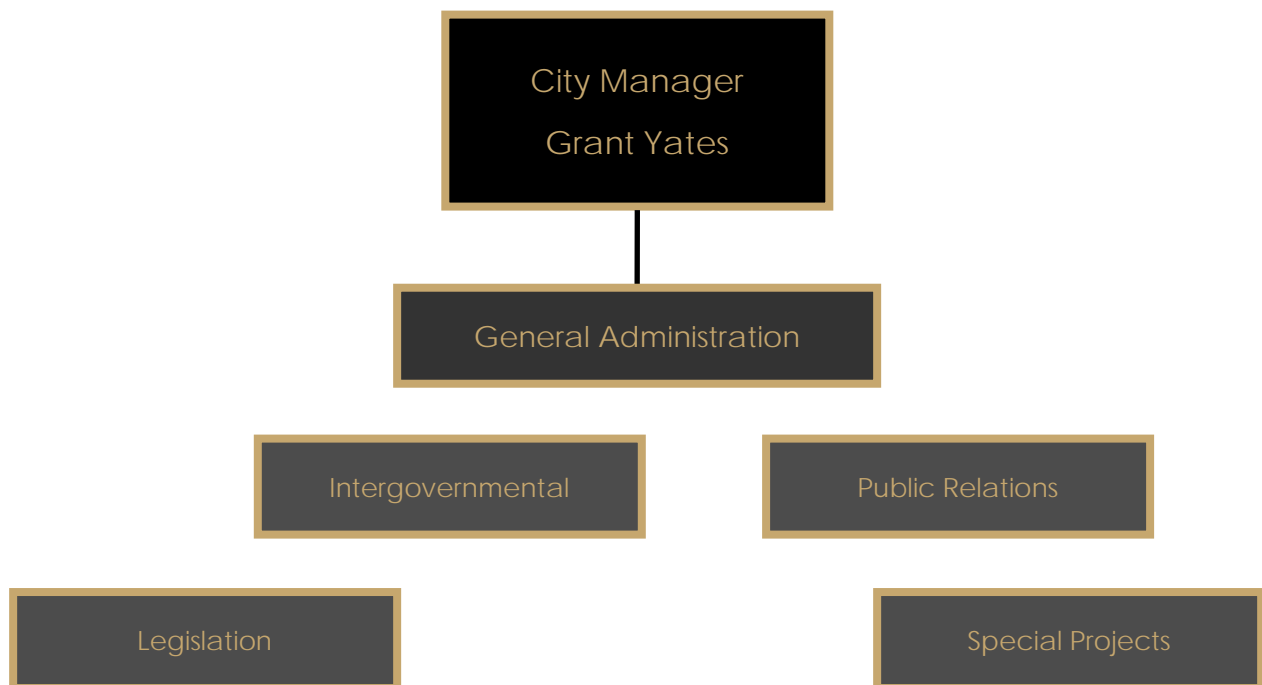 City Manager
Grant Yates
General Administration
Intergovernmental
Public Relations
Legislation
Special Projects